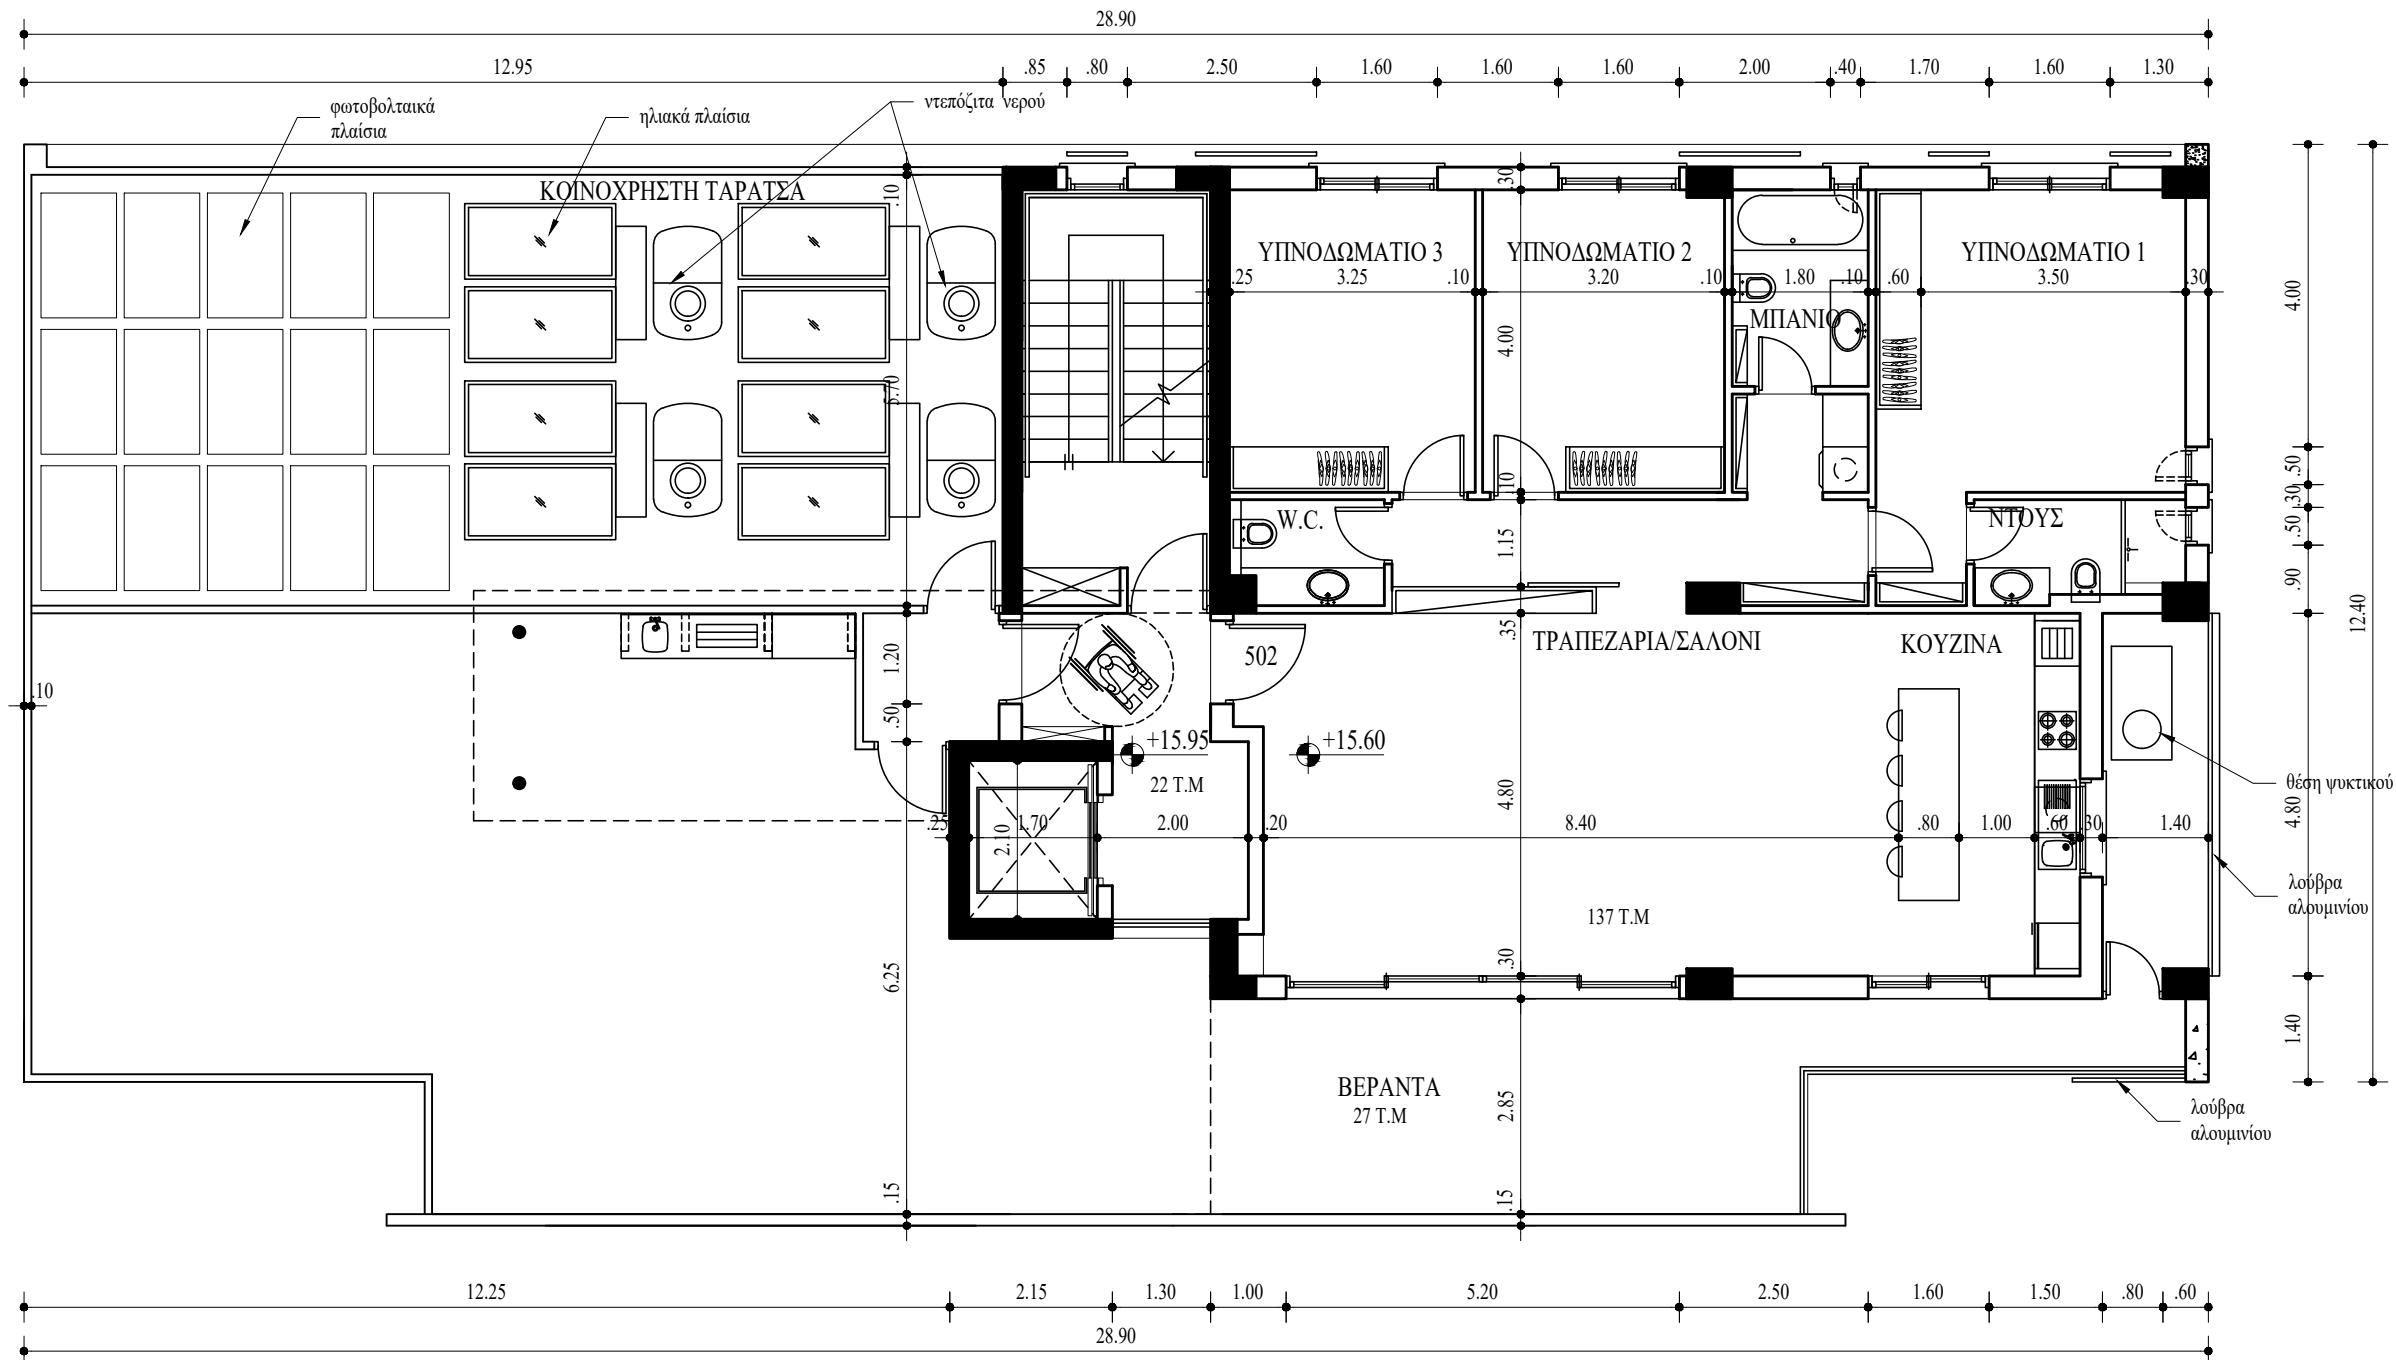 28.90
12.95 .85 .80 2.50 1.60 1.60 1.60 2.00 .40 1.70 1.60 1.30
φωτοβολταικά
πλαίσια
ηλιακά πλαίσια
ντεπόζιτα νερού
ΚΟΙΝΟΧΡΗΣΤΗ ΤΑΡΑΤΣΑ
.10
.30
ΥΠΝΟΔΩΜΑΤΙΟ 3
ΥΠΝΟΔΩΜΑΤΙΟ 2
ΥΠΝΟΔΩΜΑΤΙΟ 1
.25 3.25 .10 3.20 .10 1.80 .10 .60 3.50 .30
4.00
ΜΠΑΝΙΟ
4.00
5.70
.50
.10
.30
W.C.
ΝΤΟΥΣ
.50
1.15
.90
12.40
.35
ΤΡΑΠΕΖΑΡΙΑ/ΣΑΛΟΝΙ
ΚΟΥΖΙΝΑ
502
1.20
.10
.50
+15.95
+15.60
22 Τ.Μ
θέση ψυκτικού
4.80
4.80
.25 1.70 2.00 .20 8.40 .80 1.00 .60 .30 1.40
2.10
λούβρα
αλουμινίου
137 Τ.Μ
.30
6.25
1.40
ΒΕΡΑΝΤΑ
27 Τ.Μ
2.85
λούβρα
αλουμινίου
.15
.15
12.25 2.15 1.30 1.00 5.20 2.50 1.60 1.50 .80 .60
28.90